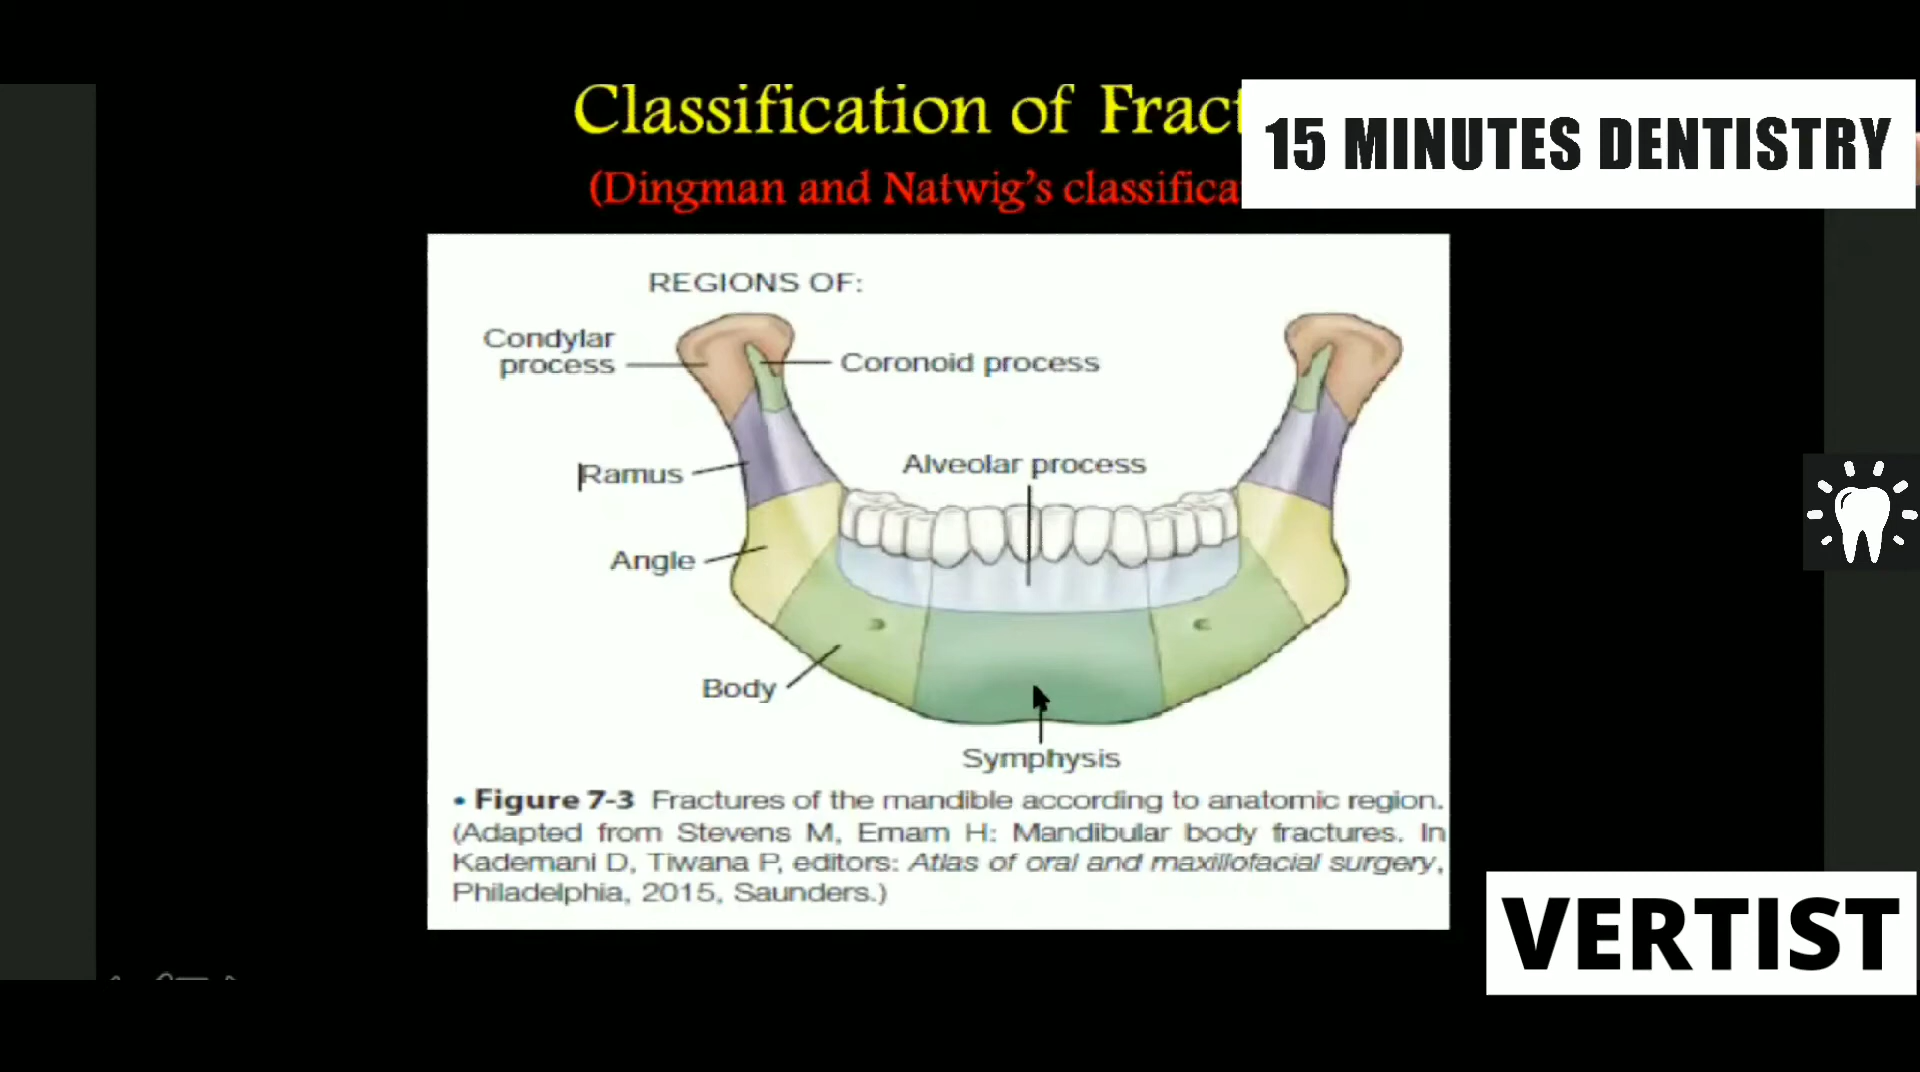 Classification of Fract
15 MINUTES DENTISTRY
(Dingman and Natwig's classifica
REGIONS OF:
Condylar
process
Coronoid process
Alveolar process
Ramus
Angle
Body
Symphysis
• Figure 7-3 Fractures of the mandible according to anatomic region.
(Adapted from Stevens M, Emam H: Mandibular body fractures. In
Kademani D, Tiwana P, editors: Atlas of oral and maxillofacial surgery,
Philadelphia, 2015, Saunders.)
VERTIST